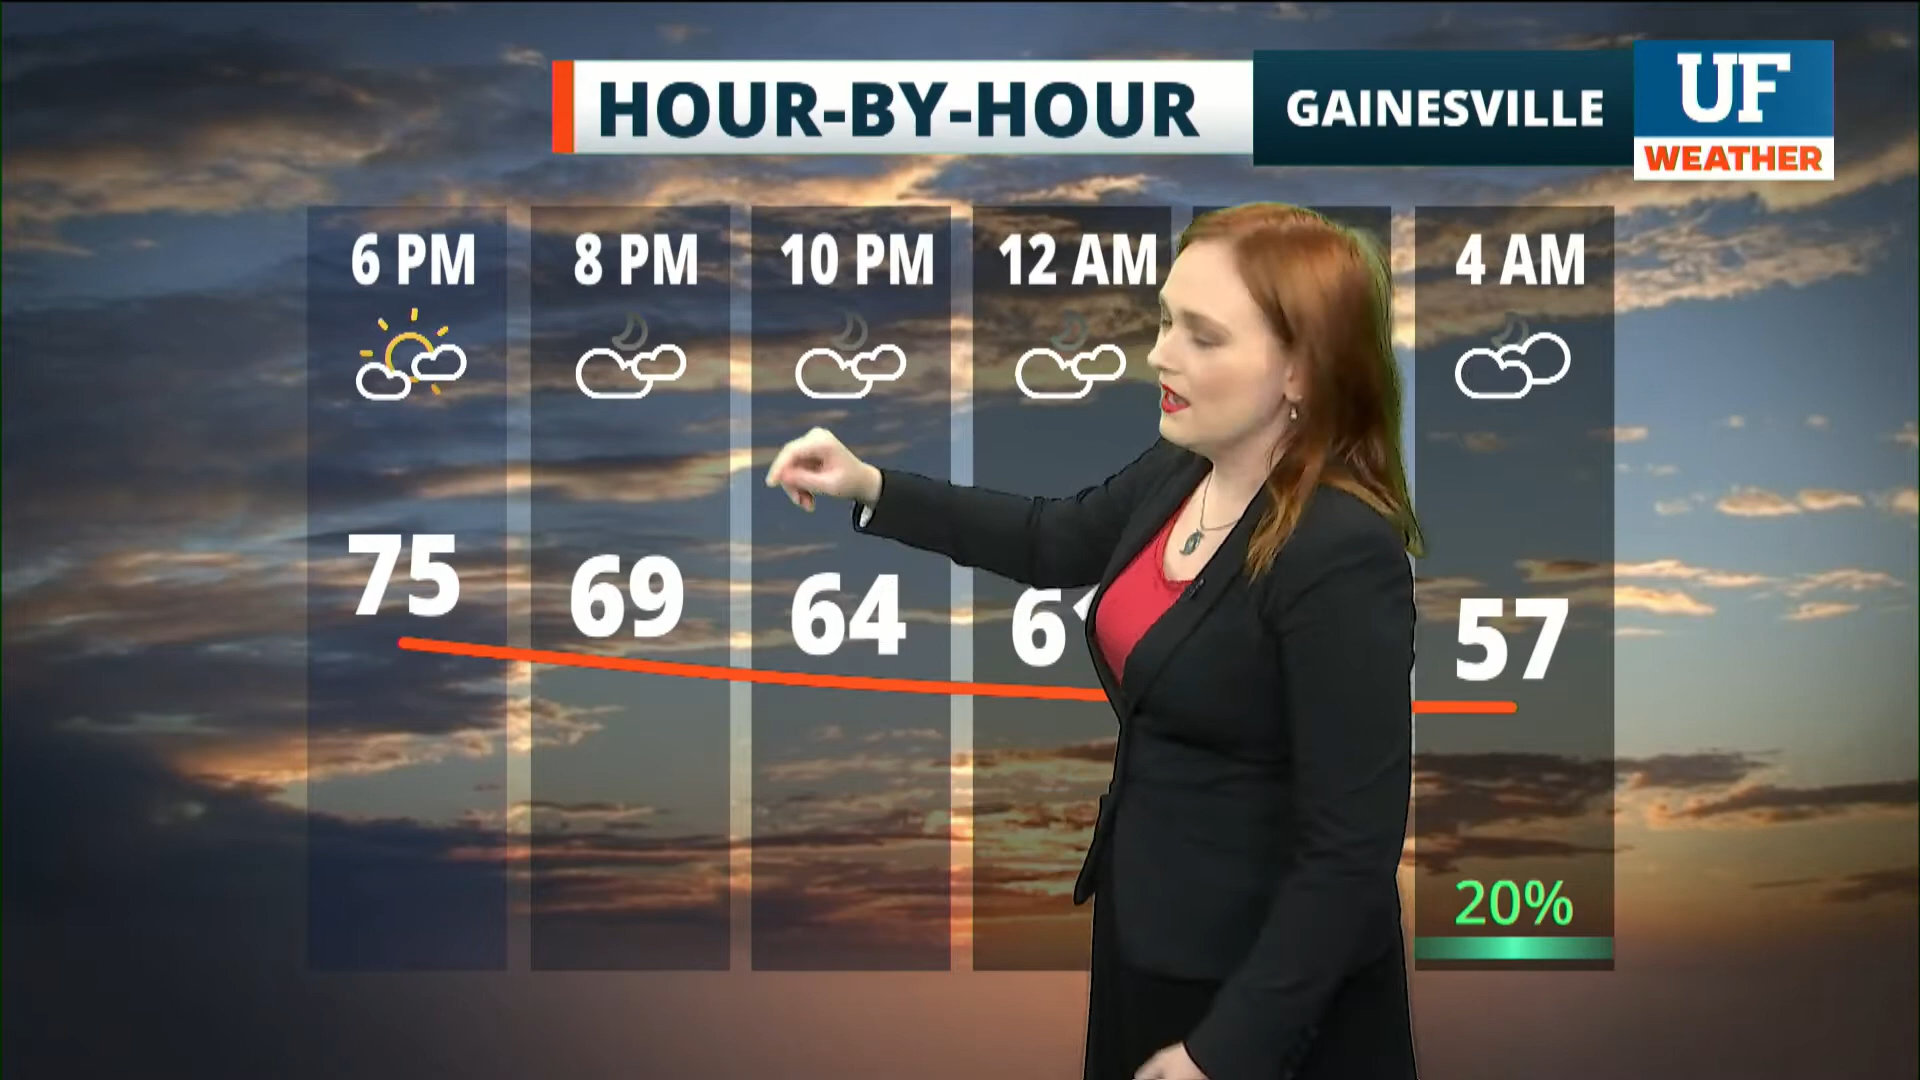 HOUR-BY-HOUR
GAINESVILLE
UF
WEATHER
6 PM
8 PM
10 PM
12 AM
4 AM
75
69
64
57
20%